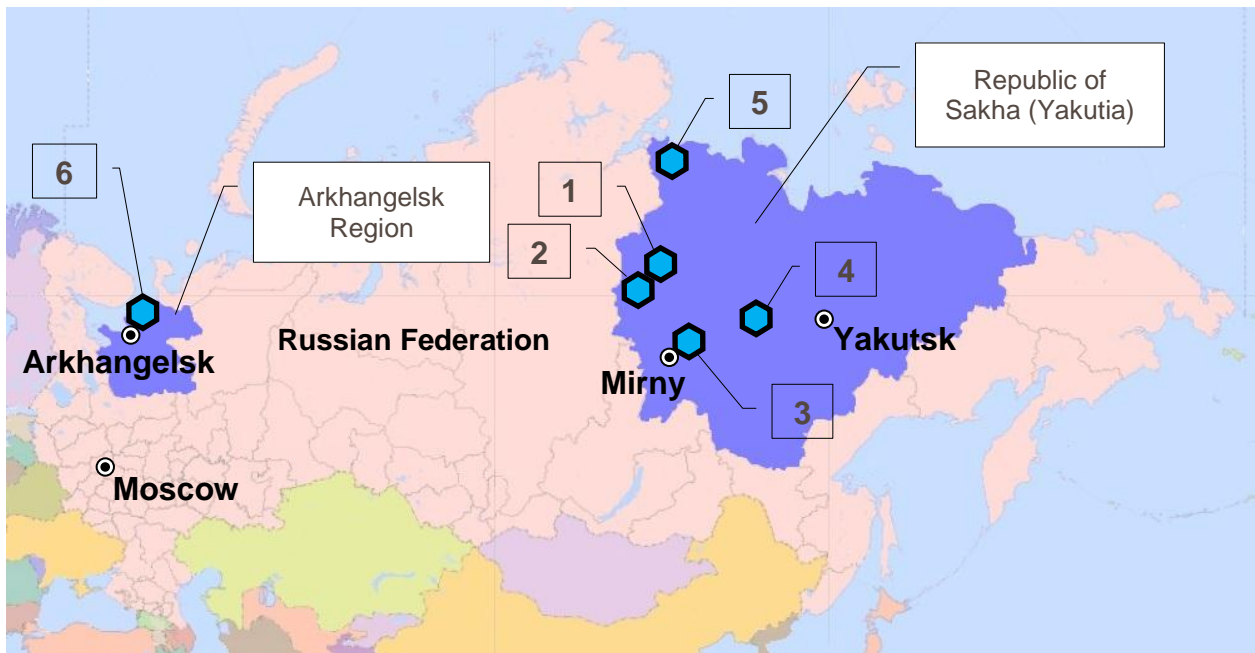 5
Republic of
Sakha (Yakutia)
6
Arkhangelsk
Region
1
2
4
Russian Federation
Arkhangelsk
Yakutsk
Mirny
3
Moscow